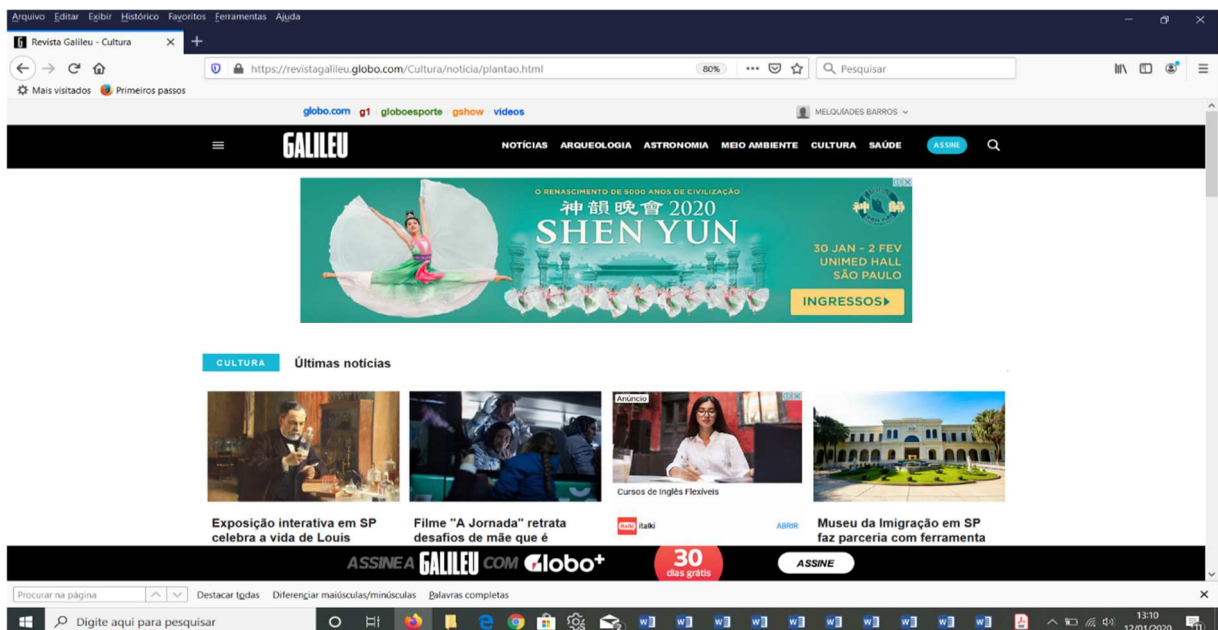 Arquivo Editar Exibir Histórico Favoritos Ferramentas Ajuda
Revista Galileu - Cultura
https://revistagalileu.globo.com/Cultura/noticia/plantao.html 80% Pesquisar
Mais visitados Primeiros passos
globo.com g1 globoesporte gshow vídeos MELQUÍADES BARROS
GALILEU NOTÍCIAS ARQUEOLOGIA ASTRONOMIA MEIO AMBIENTE CULTURA SAÚDE ASSINE
O RENASCIMENTO DE 5000 ANOS DE CIVILIZAÇÃO
神韻晚會 2020
SHEN YUN
30 JAN - 2 FEV
UNIMED HALL
SÃO PAULO
INGRESSOS
CULTURA Últimas notícias
Anúncio
Cursos de Inglês Flexíveis
italki italki ABRIR
Exposição interativa em SP
celebra a vida de Louis
Filme "A Jornada" retrata
desafios de mãe que é
Museu da Imigração em SP
faz parceria com ferramenta
ASSINE A GALILEU COM Globo+ 30 dias grátis ASSINE
Procurar na página Destacar todas Diferenciar maiúsculas/minúsculas Palavras completas
Digite aqui para pesquisar
13:10
12/01/2020